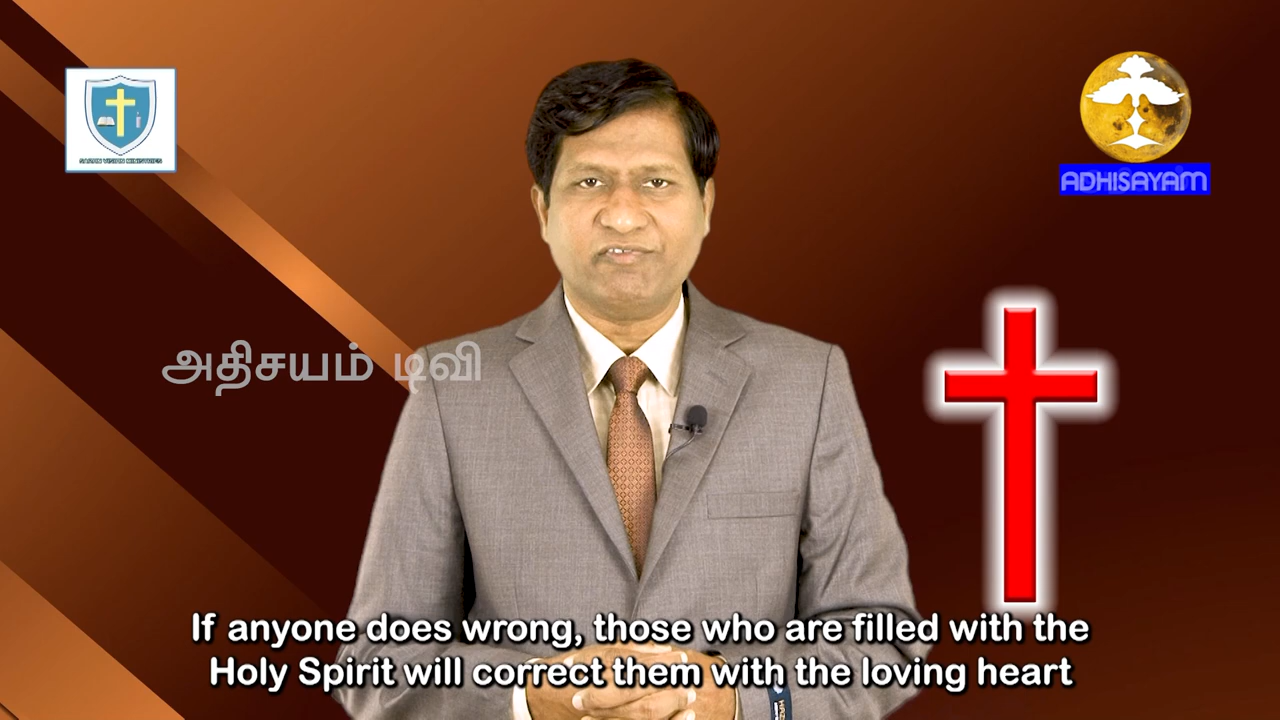 ADHISAYAM
அதிசயம் டிவி
If anyone does wrong, those who are filled with the
Holy Spirit will correct them with the loving heart